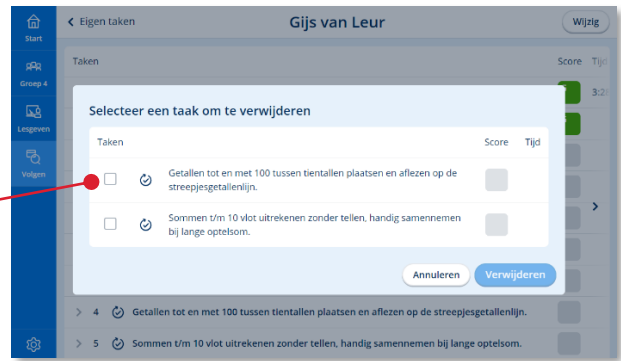 Start
Groep 4
Lesgeven
Volgen
Eigen taken
Gijs van Leur
Wijzig
Taken
Score Tijd
3:28
Selecteer een taak om te verwijderen
Taken Score Tijd
Getallen tot en met 100 tussen tientallen plaatsen en aflezen op de
streepjesgetallenlijn.
Sommen t/m 10 vlot uitrekenen zonder tellen, handig samennemen
bij lange optelsom.
Annuleren Verwijderen
4 Getallen tot en met 100 tussen tientallen plaatsen en aflezen op de streepjesgetallenlijn.
5 Sommen t/m 10 vlot uitrekenen zonder tellen, handig samennemen bij lange optelsom.